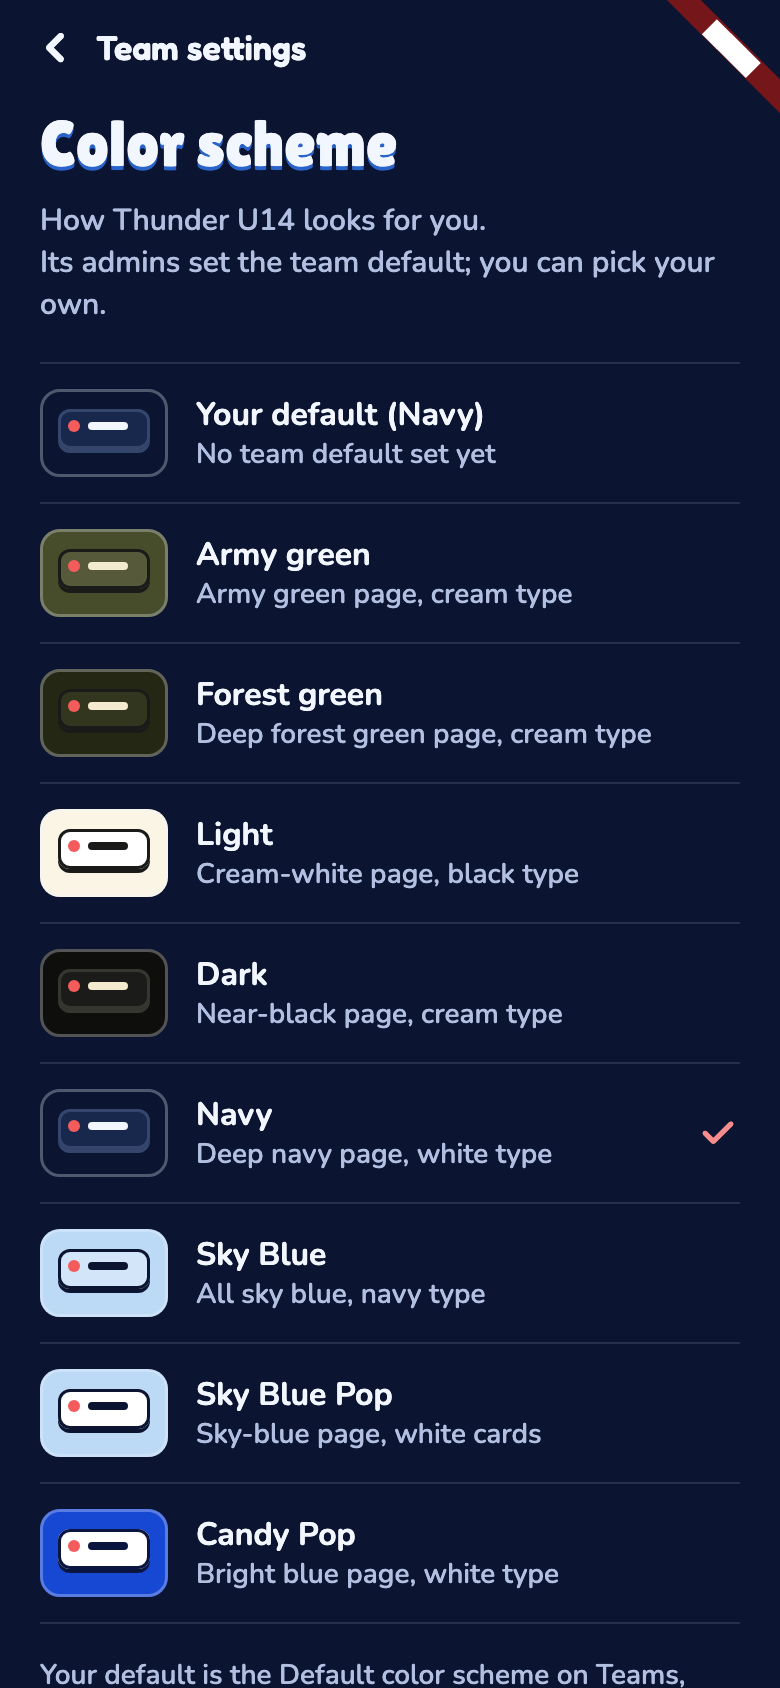 Team settings
Color scheme
How Thunder U14 looks for you.
Its admins set the team default; you can pick your
own.
Your default (Navy)
No team default set yet
Army green
Army green page, cream type
Forest green
Deep forest green page, cream type
Light
Cream-white page, black type
Dark
Near-black page, cream type
Navy
Deep navy page, white type
Sky Blue
All sky blue, navy type
Sky Blue Pop
Sky-blue page, white cards
Candy Pop
Bright blue page, white type
Your default is the Default color scheme on Teams,